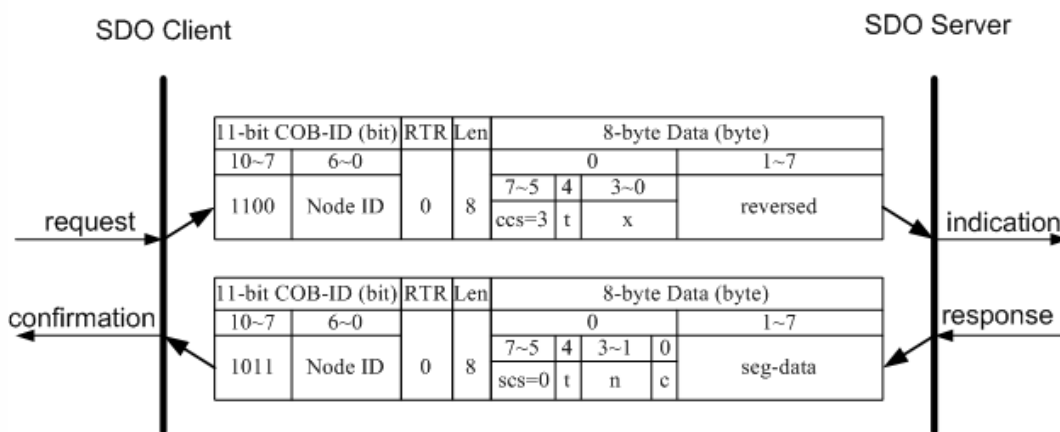 SDO Client
SDO Server
11-bit COB-ID (bit) RTR Len 8-byte Data (byte)
10~7 6~0 0 1~7
7~5 4 3~0
1100 Node ID 0 8 reversed
ccs=3 t x
request
indication
11-bit COB-ID (bit) RTR Len 8-byte Data (byte)
confirmation
response
10~7 6~0 0 1~7
7~5 4 3~1 0
1011 Node ID 0 8 seg-data
scs=0 t n c